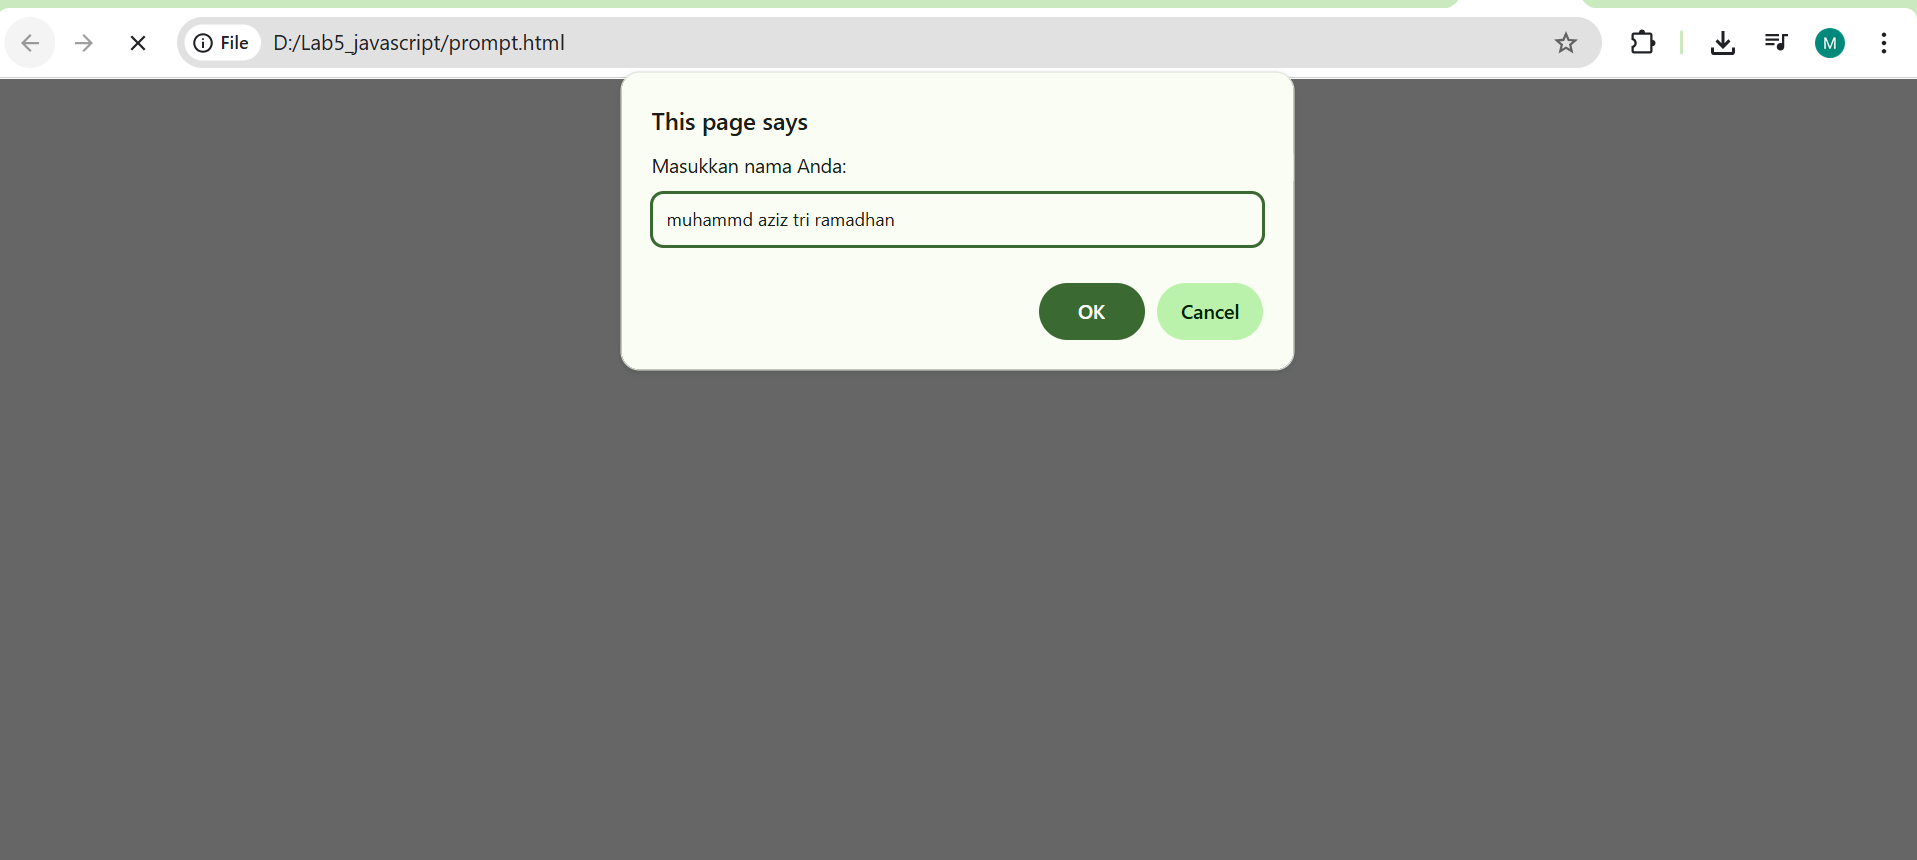 File D:/Lab5_javascript/prompt.html
M
This page says
Masukkan nama Anda:
muhammd aziz tri ramadhan
OK Cancel